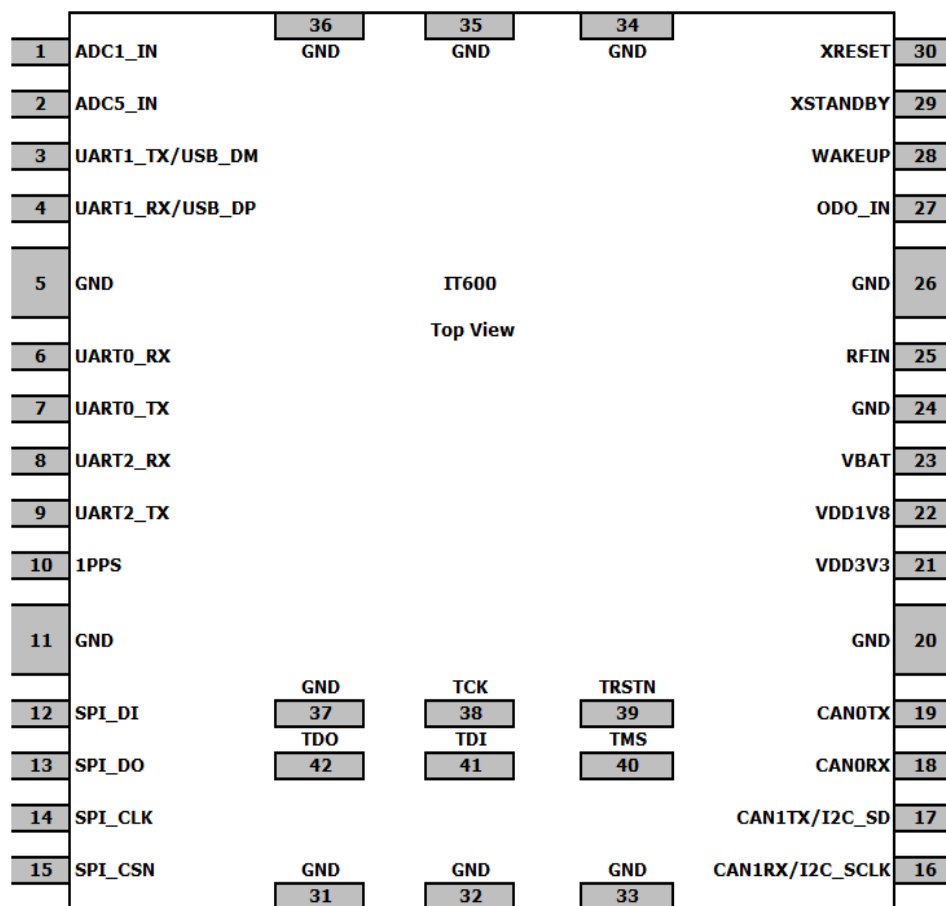 36 35 34
GND GND GND
1 ADC1_IN XRESET 30
2 ADC5_IN XSTANDBY 29
3 UART1_TX/USB_DM WAKEUP 28
4 UART1_RX/USB_DP ODO_IN 27
5 GND IT600 GND 26
Top View
6 UART0_RX RFIN 25
7 UART0_TX GND 24
8 UART2_RX VBAT 23
9 UART2_TX VDD1V8 22
10 1PPS VDD3V3 21
11 GND GND 20
GND TCK TRSTN
12 SPI_DI 37 38 39 CAN0TX 19
TDO TDI TMS
13 SPI_DO 42 41 40 CAN0RX 18
14 SPI_CLK CAN1TX/I2C_SD 17
15 SPI_CSN GND GND GND CAN1RX/I2C_SCLK 16
31 32 33